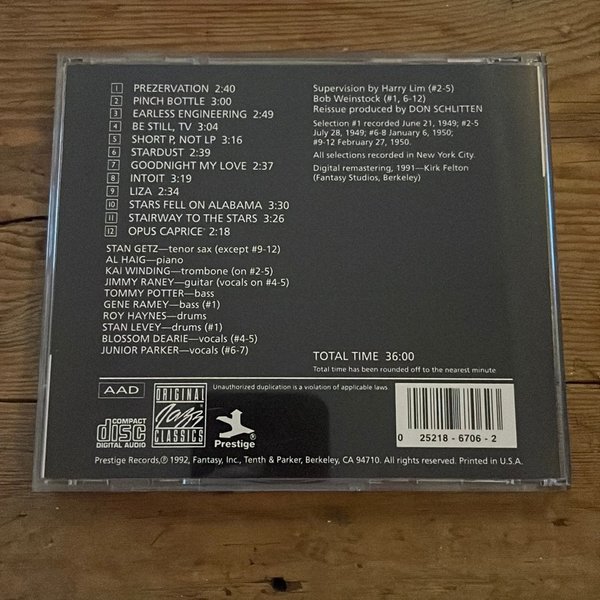 1 PREZERVATION 2:40
2 PINCH BOTTLE 3:00
3 EARLESS ENGINEERING 2:49
4 BE STILL, TV 3:04
5 SHORT P, NOT LP 3:16
6 STARDUST 2:39
7 GOODNIGHT MY LOVE 2:37
8 INTOIT 3:19
9 LIZA 2:34
10 STARS FELL ON ALABAMA 3:30
11 STAIRWAY TO THE STARS 3:26
12 OPUS CAPRICE 2:18
STAN GETZ—tenor sax (except #9-12)
AL HAIG—piano
KAI WINDING—trombone (on #2-5)
JIMMY RANEY—guitar (vocals on #4-5)
TOMMY POTTER—bass
GENE RAMEY—bass (#1)
ROY HAYNES—drums
STAN LEVEY—drums (#1)
BLOSSOM DEARIE—vocals (#4-5)
JUNIOR PARKER—vocals (#6-7)
Supervision by Harry Lim (#2-5)
Bob Weinstock (#1, 6-12)
Reissue produced by DON SCHLITTEN
Selection #1 recorded June 21, 1949; #2-5
July 28, 1949; #6-8 January 6, 1950;
#9-12 February 27, 1950.
All selections recorded in New York City.
Digital remastering, 1991—Kirk Felton
(Fantasy Studios, Berkeley)
TOTAL TIME 36:00
Total time has been rounded off to the nearest minute
AAD
COMPACT
disc
DIGITAL AUDIO
ORIGINAL
Jazz
CLASSICS
Unauthorized duplication is a violation of applicable laws
Prestige
0 25218-6706-2
Prestige Records, ℗ 1992, Fantasy, Inc., Tenth & Parker, Berkeley, CA 94710. All rights reserved. Printed in U.S.A.